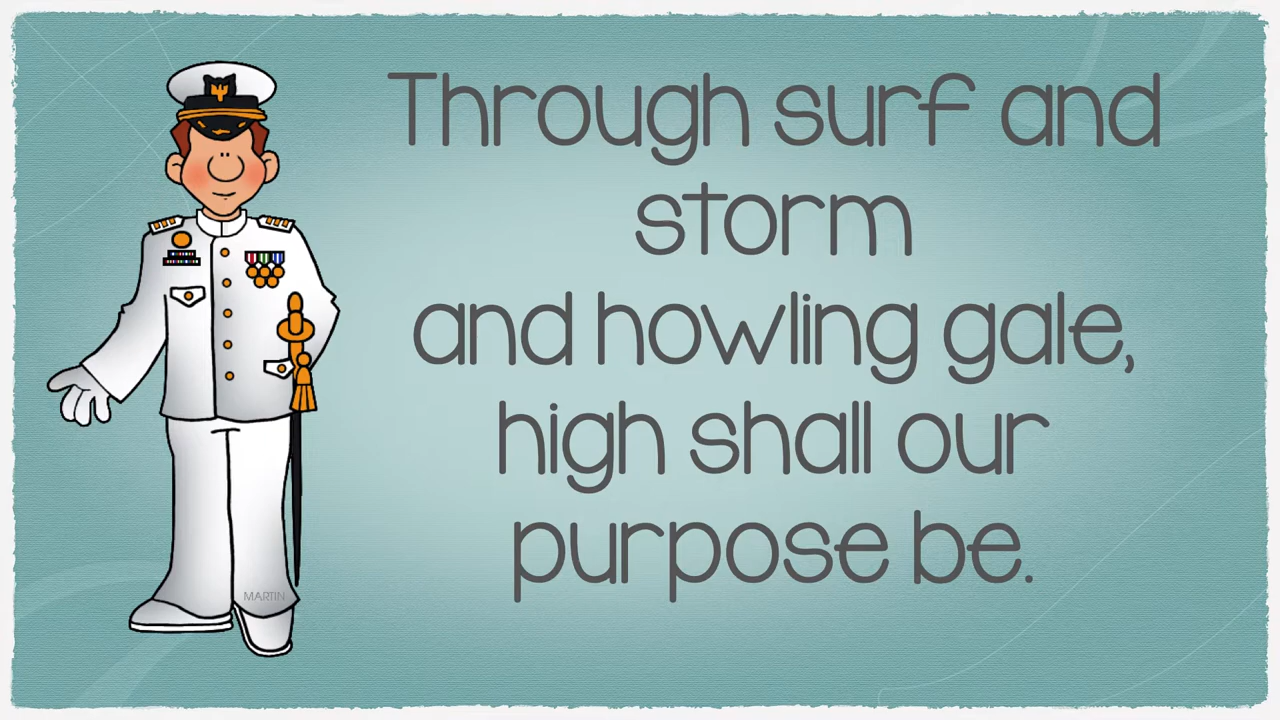 Through surf and
storm
and howling gale,
high shall our
purpose be.
MARTIN